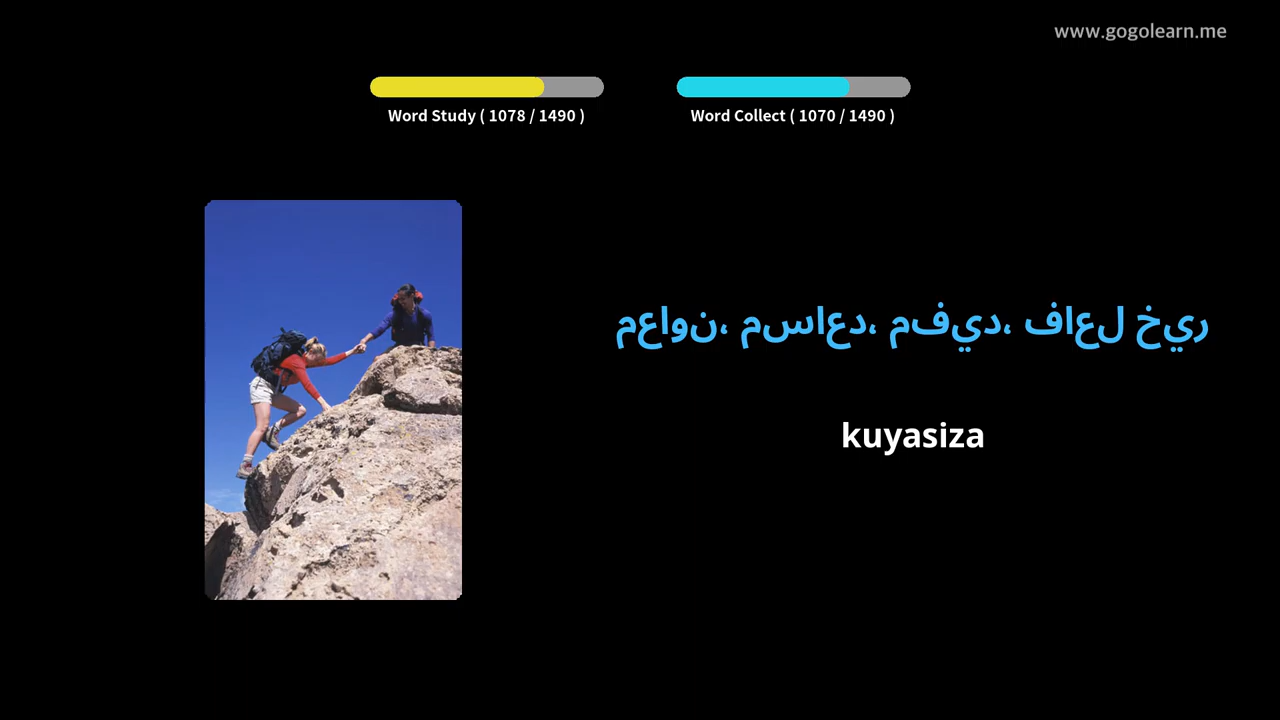 www.gogolearn.me
Word Study ( 1078 / 1490 )
Word Collect ( 1070 / 1490 )
معاون، مساعد، مفيد، فاعل خير
kuyasiza